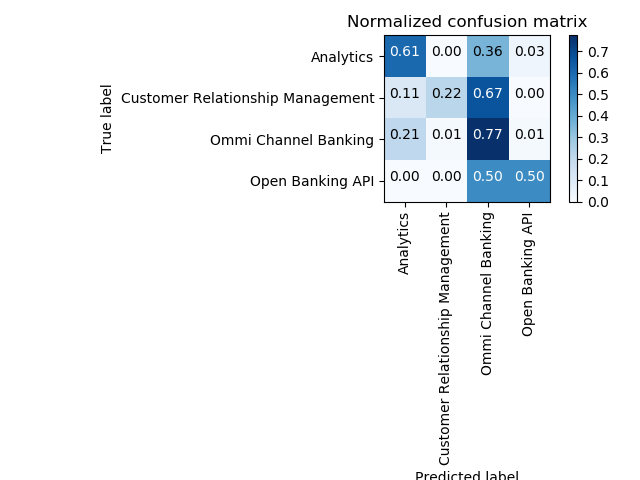 Normalized confusion matrix
True label
Analytics 0.61 0.00 0.36 0.03
Customer Relationship Management 0.11 0.22 0.67 0.00
Ommi Channel Banking 0.21 0.01 0.77 0.01
Open Banking API 0.00 0.00 0.50 0.50
Analytics
Customer Relationship Management
Ommi Channel Banking
Open Banking API
Predicted label
0.7
0.6
0.5
0.4
0.3
0.2
0.1
0.0